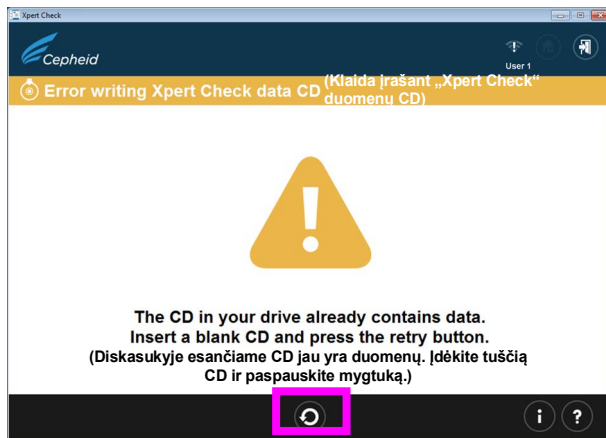 Xpert Check
Cepheid
User 1
Error writing Xpert Check data CD (Klaida įrašant „Xpert Check“
duomenų CD)
The CD in your drive already contains data.
Insert a blank CD and press the retry button.
(Diskasukyje esančiame CD jau yra duomenų. Įdėkite tuščią
CD ir paspauskite mygtuką.)
i ?